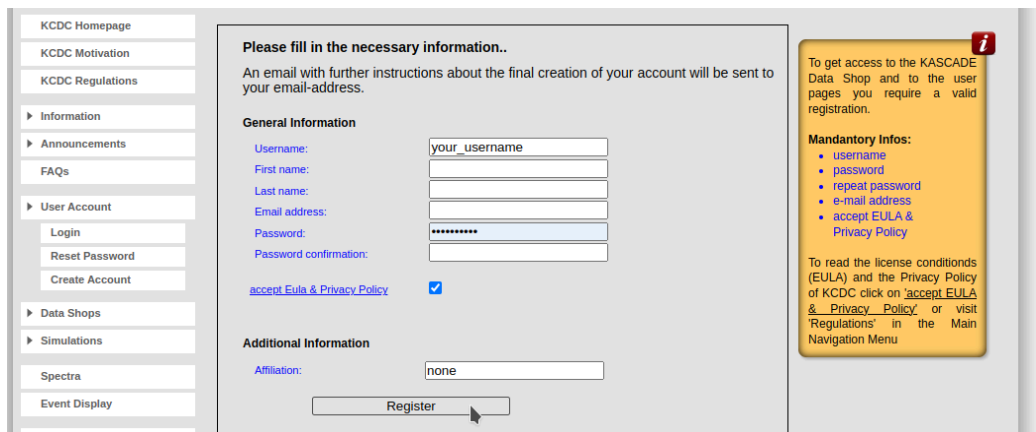 KCDC Homepage
KCDC Motivation
KCDC Regulations
Information
Announcements
FAQs
User Account
Login
Reset Password
Create Account
Data Shops
Simulations
Spectra
Event Display
Please fill in the necessary information..
An email with further instructions about the final creation of your account will be sent to
your email-address.
General Information
Username: your_username
First name:
Last name:
Email address:
Password: ••••••••••
Password confirmation:
accept Eula & Privacy Policy
Additional Information
Affiliation: none
Register
i
To get access to the KASCADE
Data Shop and to the user
pages you require a valid
registration.
Mandantory Infos:
• username
• password
• repeat password
• e-mail address
• accept EULA &
Privacy Policy
To read the license conditionds
(EULA) and the Privacy Policy
of KCDC click on 'accept EULA
& Privacy Policy' or visit
'Regulations' in the Main
Navigation Menu